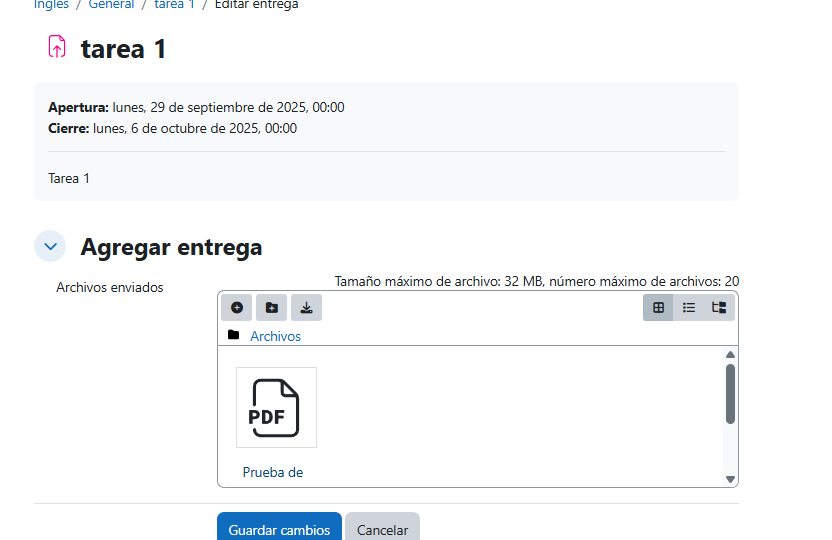 Ingles / General / tarea 1 / Editar entrega
tarea 1
Apertura: lunes, 29 de septiembre de 2025, 00:00
Cierre: lunes, 6 de octubre de 2025, 00:00
Tarea 1
Agregar entrega
Archivos enviados
Tamaño máximo de archivo: 32 MB, número máximo de archivos: 20
Archivos
PDF
Prueba de
Guardar cambios
Cancelar